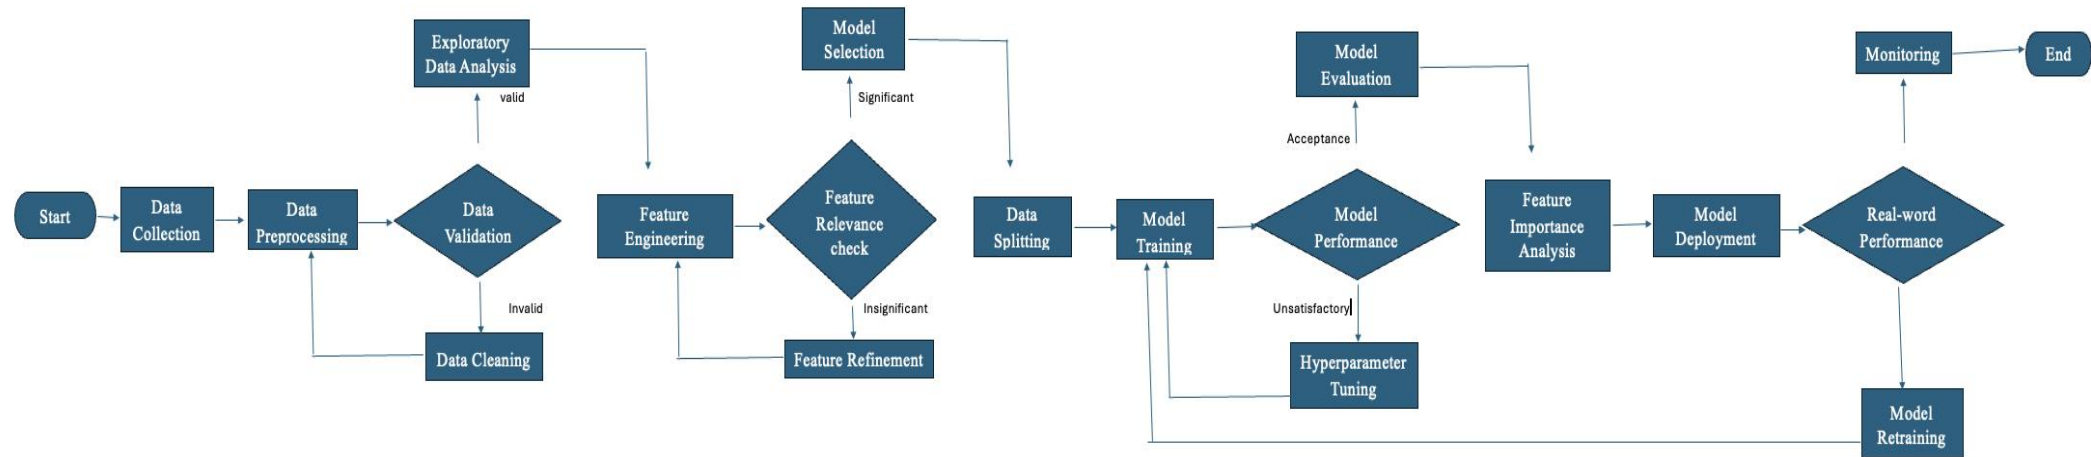 Start
Data
Collection
Data
Preprocessing
Data
Validation
valid
Exploratory
Data Analysis
Invalid
Data Cleaning
Feature
Engineering
Feature
Relevance
check
Significant
Model
Selection
Insignificant
Feature Refinement
Data
Splitting
Model
Training
Model
Performance
Acceptance
Model
Evaluation
Unsatisfactory
Hyperparameter
Tuning
Feature
Importance
Analysis
Model
Deployment
Real-word
Performance
Monitoring
End
Model
Retraining